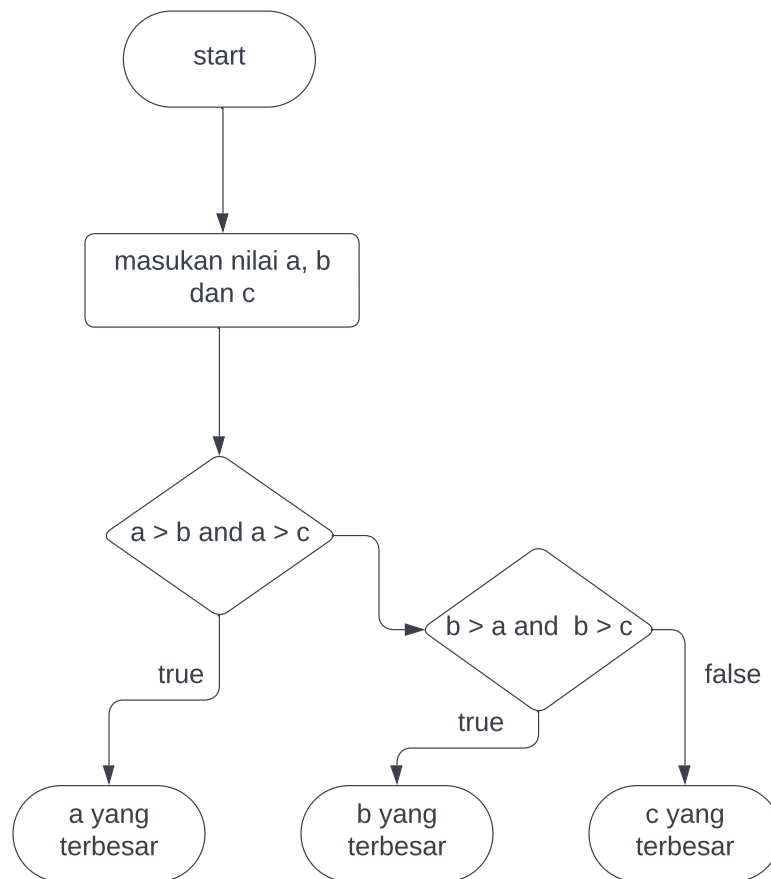 start
masukan nilai a, b
dan c
a > b and a > c
b > a and  b > c
true
false
true
a yang
terbesar
b yang
terbesar
c yang
terbesar